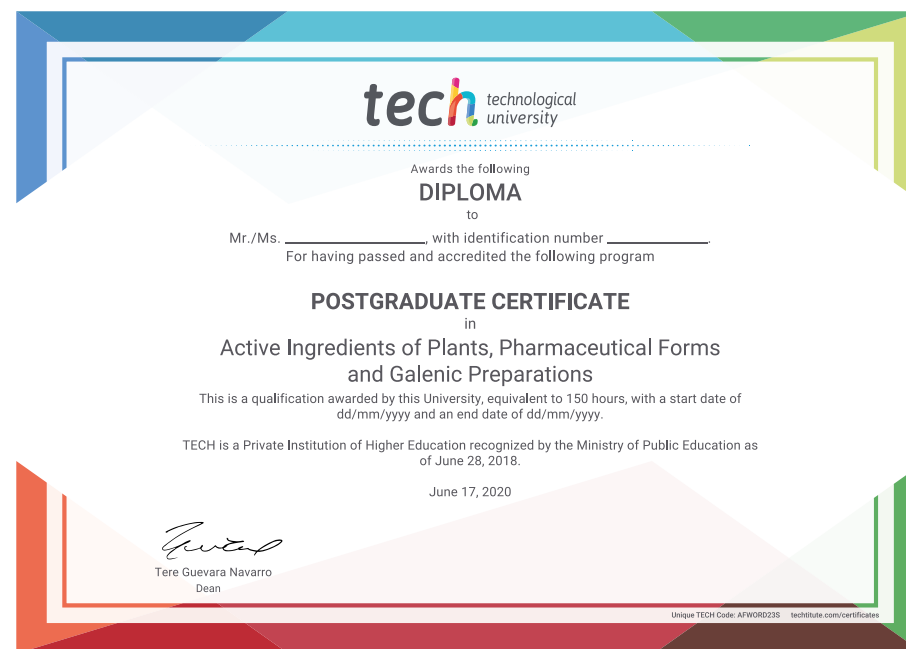 tech technological
university
Awards the following
DIPLOMA
to
Mr./Ms. ____________, with identification number ____________.
For having passed and accredited the following program
POSTGRADUATE CERTIFICATE
in
Active Ingredients of Plants, Pharmaceutical Forms
and Galenic Preparations
This is a qualification awarded by this University, equivalent to 150 hours, with a start date of
dd/mm/yyyy and an end date of dd/mm/yyyy.
TECH is a Private Institution of Higher Education recognized by the Ministry of Public Education as
of June 28, 2018.
June 17, 2020
Tere Guevara Navarro
Dean
Unique TECH Code: AFWORD23S techtitute.com/certificates